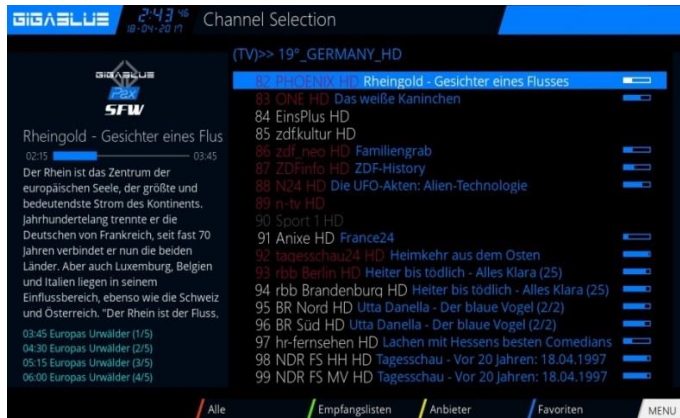 GIGABLUE 2:43 46 18-04-2017 Channel Selection
(TV)>> 19°_GERMANY_HD
GIGABLUE
Pax
SFW
Rheingold - Gesichter eines Flus
02:15 03:45
Der Rhein ist das Zentrum der
europäischen Seele, der größte und
bedeutendste Strom des Kontinents.
Jahrhundertelang trennte er die
Deutschen von Frankreich, seit fast 70
Jahren verbindet er nun die beiden
Länder. Aber auch Luxemburg, Belgien
und Italien liegen in seinem
Einflussbereich, ebenso wie die Schweiz
und Österreich. "Der Rhein ist der Fluss,
03:45 Europas Urwälder (1/5)
04:30 Europas Urwälder (2/5)
05:15 Europas Urwälder (3/5)
06:00 Europas Urwälder (4/5)
82 PHOENIX HD Rheingold - Gesichter eines Flusses
83 ONE HD Das weiße Kaninchen
84 EinsPlus HD
85 zdf.kultur HD
86 zdf_neo HD Familiengrab
87 ZDFinfo HD ZDF-History
88 N24 HD Die UFO-Akten: Alien-Technologie
89 n-tv HD
90 Sport 1 HD
91 Anixe HD France24
92 tagesschau24 HD Heimkehr aus dem Osten
93 rbb Berlin HD Heiter bis tödlich - Alles Klara (25)
94 rbb Brandenburg HD Heiter bis tödlich - Alles Klara (25)
95 BR Nord HD Utta Danella - Der blaue Vogel (2/2)
96 BR Süd HD Utta Danella - Der blaue Vogel (2/2)
97 hr-fernsehen HD Lachen mit Hessens besten Comedians
98 NDR FS HH HD Tagesschau - Vor 20 Jahren: 18.04.1997
99 NDR FS MV HD Tagesschau - Vor 20 Jahren: 18.04.1997
Alle Empfangslisten Anbieter Favoriten MENU